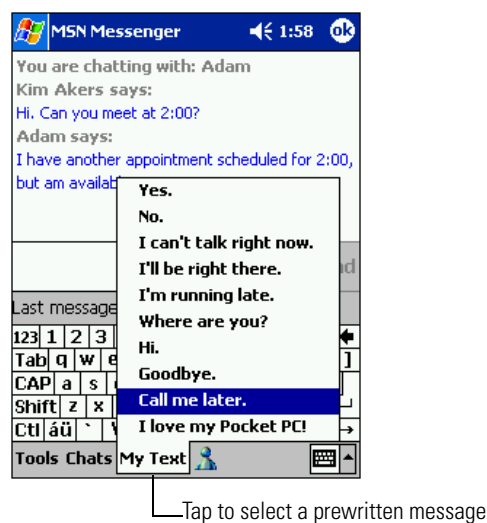 MSN Messenger 1:58 ok
You are chatting with: Adam
Kim Akers says:
Hi. Can you meet at 2:00?
Adam says:
I have another appointment scheduled for 2:00,
but am availab
Yes.
No.
I can't talk right now.
I'll be right there.
I'm running late.
Where are you?
Hi.
Goodbye.
Call me later.
I love my Pocket PC!
nd
Last message
123 1 2 3
Tab q w e ]
CAP a s
Shift z x
Ctl áü `
Tools Chats My Text
Tap to select a prewritten message